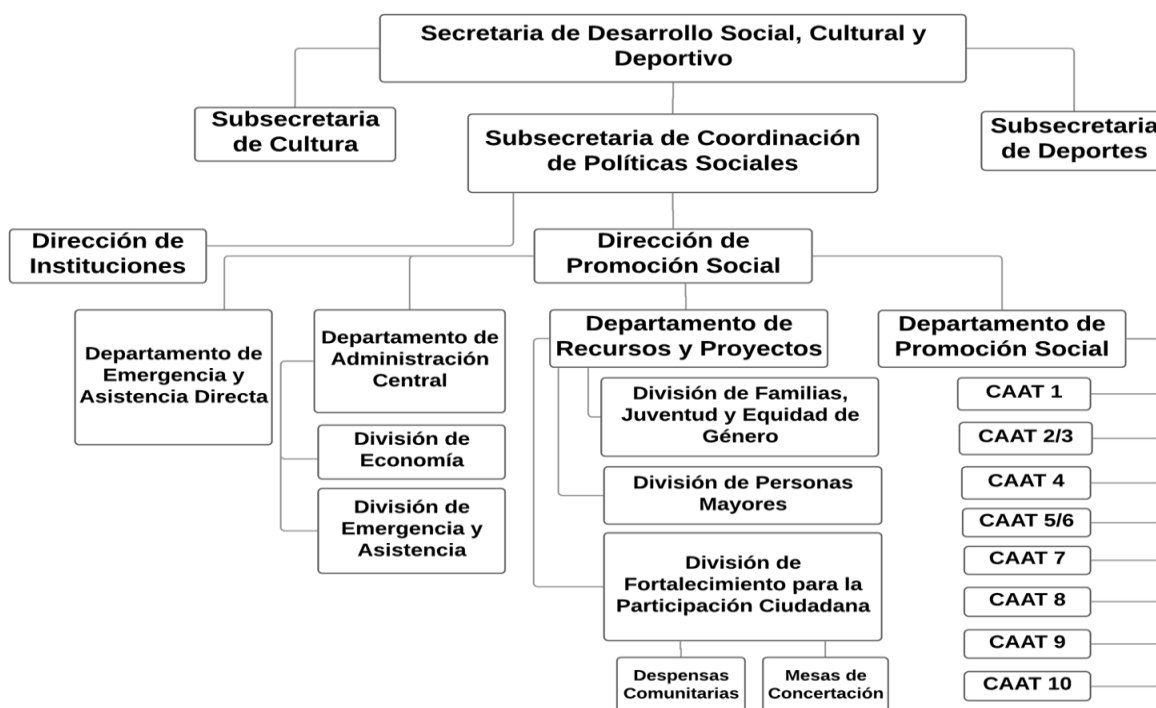 Secretaria de Desarrollo Social, Cultural y
Deportivo
Subsecretaria
de Cultura
Subsecretaria de Coordinación
de Políticas Sociales
Subsecretaria
de Deportes
Dirección de
Instituciones
Dirección de
Promoción Social
Departamento de
Emergencia y
Asistencia Directa
Departamento de
Administración
Central
División de
Economía
División de
Emergencia y
Asistencia
Departamento de
Recursos y Proyectos
División de Familias,
Juventud y Equidad de
Género
División de Personas
Mayores
División de
Fortalecimiento para la
Participación Ciudadana
Despensas
Comunitarias
Mesas de
Concertación
Departamento de
Promoción Social
CAAT 1
CAAT 2/3
CAAT 4
CAAT 5/6
CAAT 7
CAAT 8
CAAT 9
CAAT 10